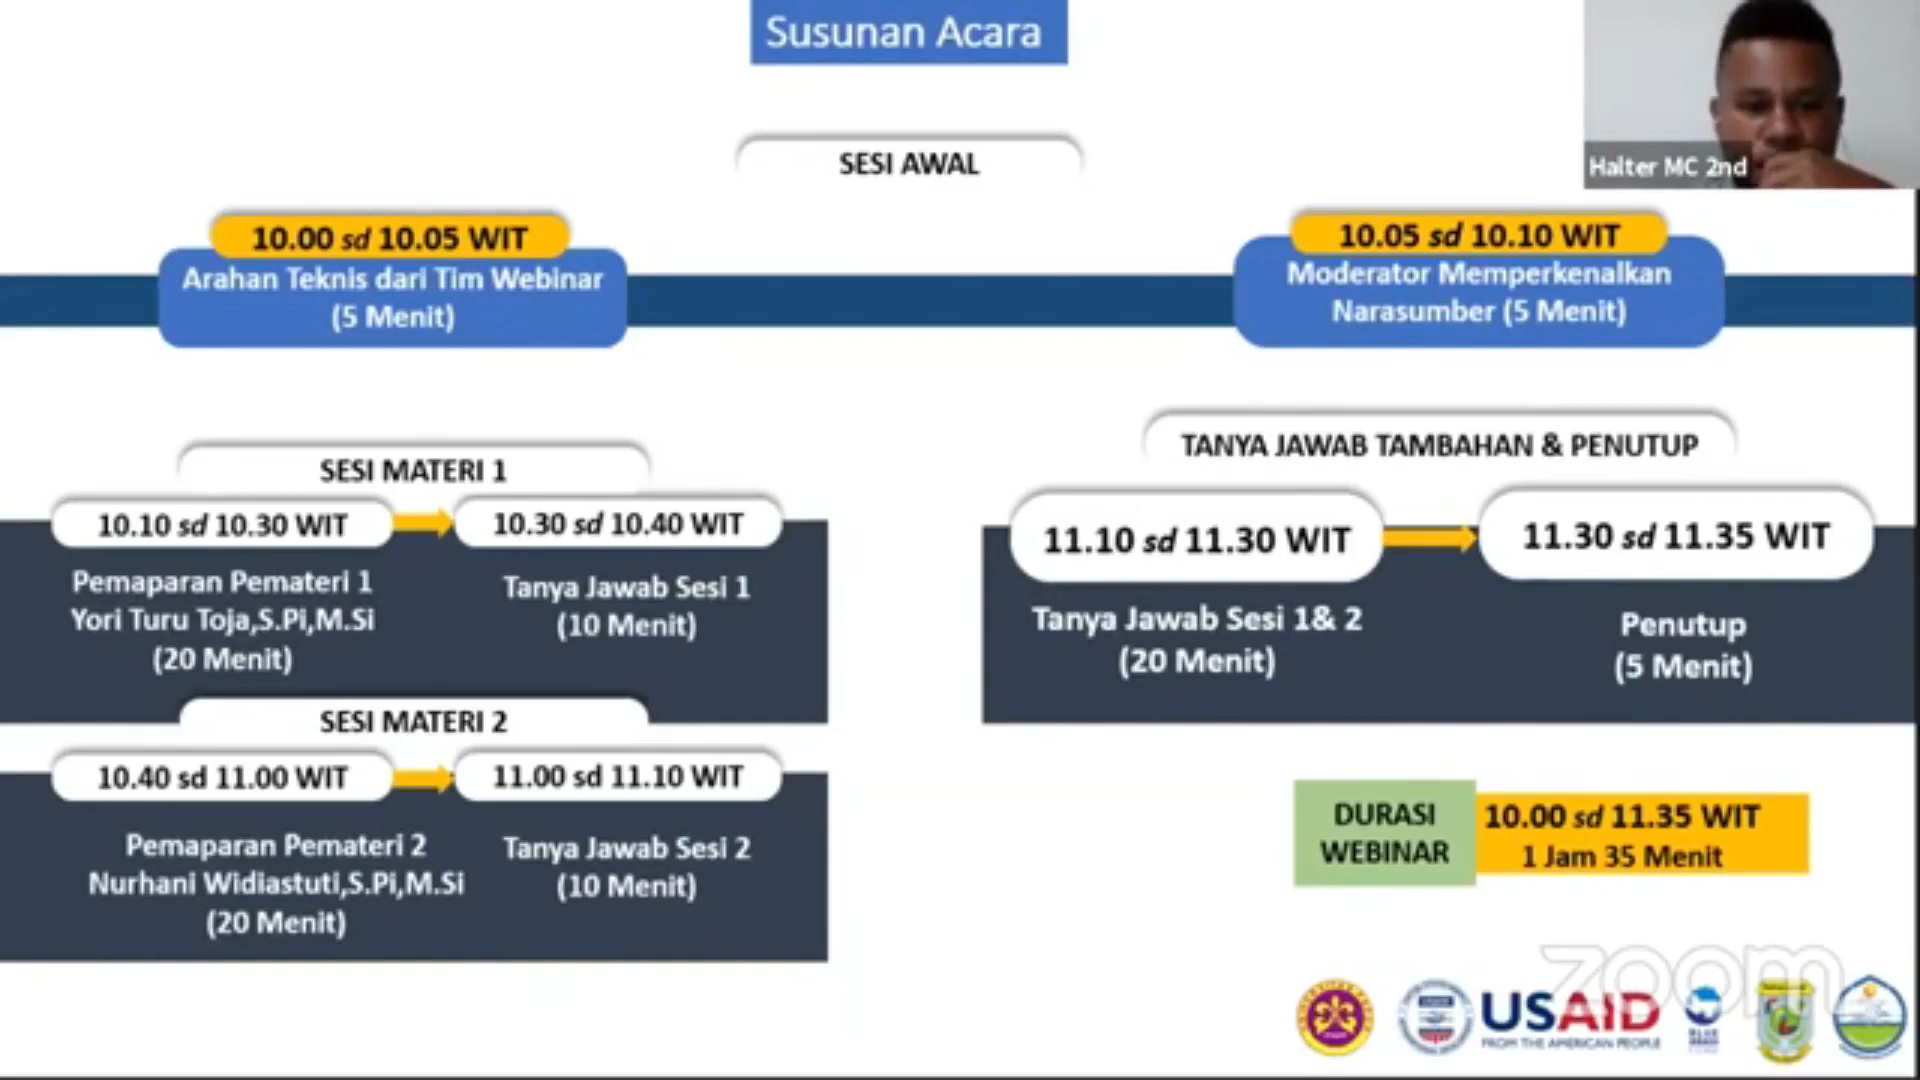 Susunan Acara
Halter MC 2nd
SESI AWAL
10.00 sd 10.05 WIT
Arahan Teknis dari Tim Webinar
(5 Menit)
10.05 sd 10.10 WIT
Moderator Memperkenalkan
Narasumber (5 Menit)
SESI MATERI 1
10.10 sd 10.30 WIT
Pemaparan Pemateri 1
Yori Turu Toja,S.Pi,M.Si
(20 Menit)
10.30 sd 10.40 WIT
Tanya Jawab Sesi 1
(10 Menit)
SESI MATERI 2
10.40 sd 11.00 WIT
Pemaparan Pemateri 2
Nurhani Widiastuti,S.Pi,M.Si
(20 Menit)
11.00 sd 11.10 WIT
Tanya Jawab Sesi 2
(10 Menit)
TANYA JAWAB TAMBAHAN & PENUTUP
11.10 sd 11.30 WIT
Tanya Jawab Sesi 1& 2
(20 Menit)
11.30 sd 11.35 WIT
Penutup
(5 Menit)
DURASI
WEBINAR
10.00 sd 11.35 WIT
1 Jam 35 Menit
zoom
USAID
FROM THE AMERICAN PEOPLE